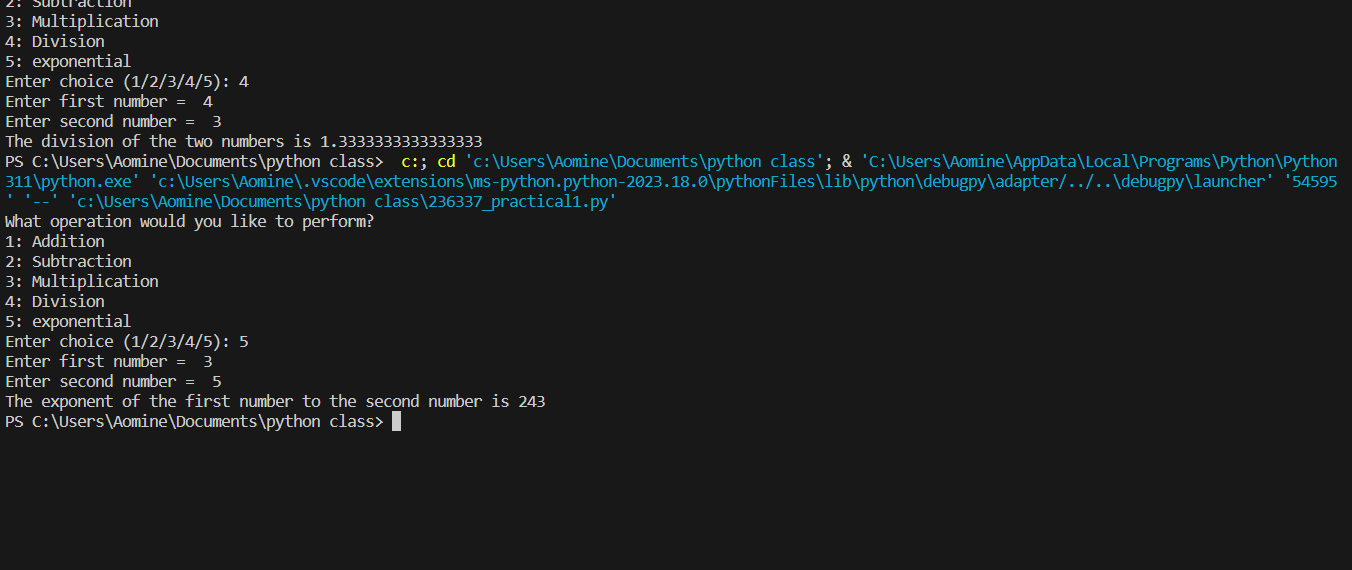 2: Subtraction
3: Multiplication
4: Division
5: exponential
Enter choice (1/2/3/4/5): 4
Enter first number =  4
Enter second number =  3
The division of the two numbers is 1.3333333333333333
PS C:\Users\Aomine\Documents\python class>  c:; cd 'c:\Users\Aomine\Documents\python class'; & 'C:\Users\Aomine\AppData\Local\Programs\Python\Python
311\python.exe' 'c:\Users\Aomine\.vscode\extensions\ms-python.python-2023.18.0\pythonFiles\lib\python\debugpy\adapter/../..\debugpy\launcher' '54595
' '--' 'c:\Users\Aomine\Documents\python class\236337_practical1.py'
What operation would you like to perform?
1: Addition
2: Subtraction
3: Multiplication
4: Division
5: exponential
Enter choice (1/2/3/4/5): 5
Enter first number =  3
Enter second number =  5
The exponent of the first number to the second number is 243
PS C:\Users\Aomine\Documents\python class>